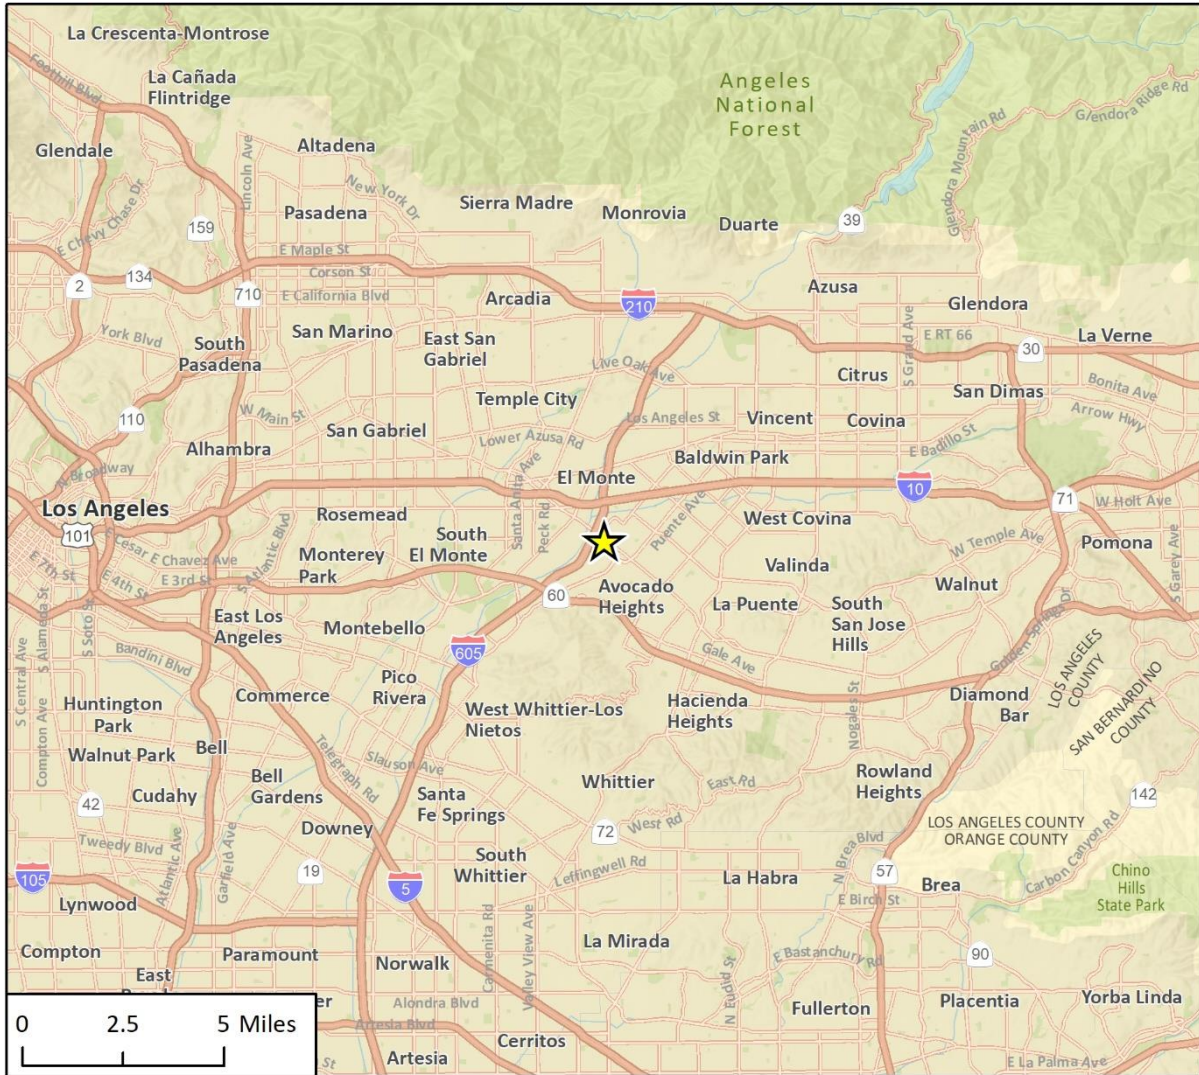 La Crescenta-Montrose
Foothill Blvd
La Cañada
Flintridge
Angeles
National
Forest
Glendora Ridge Rd
Glendora Mountain Rd
Glendale
Lincoln Ave
Altadena
New York Dr
E Chevy Chase Dr
Pasadena
Sierra Madre
Monrovia
Duarte
39
159
E Maple St
Corson St
2
134
710
E California Blvd
Arcadia
210
Azusa
Glendora
York Blvd
South
Pasadena
San Marino
East San
Gabriel
S Grand Ave
E RT 66
30
La Verne
Live Oak Ave
Citrus
San Dimas
Bonita Ave
Temple City
110
W Main St
Los Angeles St
Vincent
Covina
Arrow Hwy
San Gabriel
Lower Azusa Rd
Alhambra
E Badillo St
N Broadway
Baldwin Park
El Monte
Santa Anita Ave
Peck Rd
10
71
W Holt Ave
Los Angeles
101
Rosemead
Puente Ave
West Covina
E Cesar E Chavez Ave
S Atlantic Blvd
South
El Monte
W Temple Ave
Pomona
S Garey Ave
E 7th St
E 4th St
E 3rd St
Monterey
Park
Valinda
Walnut
60
Avocado
Heights
La Puente
South
San Jose
Hills
S Central Ave
S Alameda St
S Soto St
East Los
Angeles
Montebello
605
Gale Ave
Golden Springs Dr
LOS ANGELES
COUNTY
SAN BERNARDINO
COUNTY
Bandini Blvd
Pico
Rivera
Commerce
Huntington
Park
Compton Ave
West Whittier-Los
Nietos
Hacienda
Heights
Nogales St
Diamond
Bar
Walnut Park
Bell
Telegraph Rd
Slauson Ave
Bell
Gardens
Whittier
East Rd
Rowland
Heights
Cudahy
42
Santa
Fe Springs
142
Downey
72
West Rd
LOS ANGELES COUNTY
ORANGE COUNTY
Tweedy Blvd
Atlantic Ave
Garfield Ave
South
Whittier
Leffingwell Rd
N Brea Blvd
Carbon Canyon Rd
105
19
5
La Habra
57
Brea
Chino
Hills
State Park
Lynwood
E Birch St
Carmenita Rd
Valley View Ave
La Mirada
Compton
Paramount
Norwalk
N Euclid St
E Bastanchury Rd
90
East
Alondra Blvd
Fullerton
Placentia
Yorba Linda
0 2.5 5 Miles
Artesia Blvd
Cerritos
Artesia
E La Palma Ave